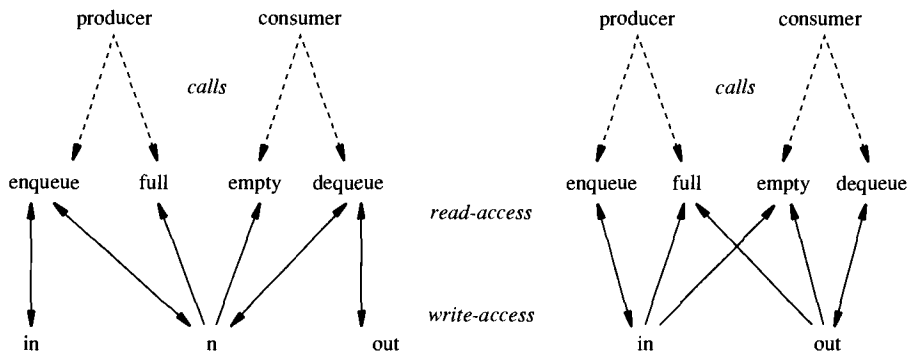 producer consumer producer consumer
calls calls
enqueue full empty dequeue enqueue full empty dequeue
read-access
write-access
in n out in out